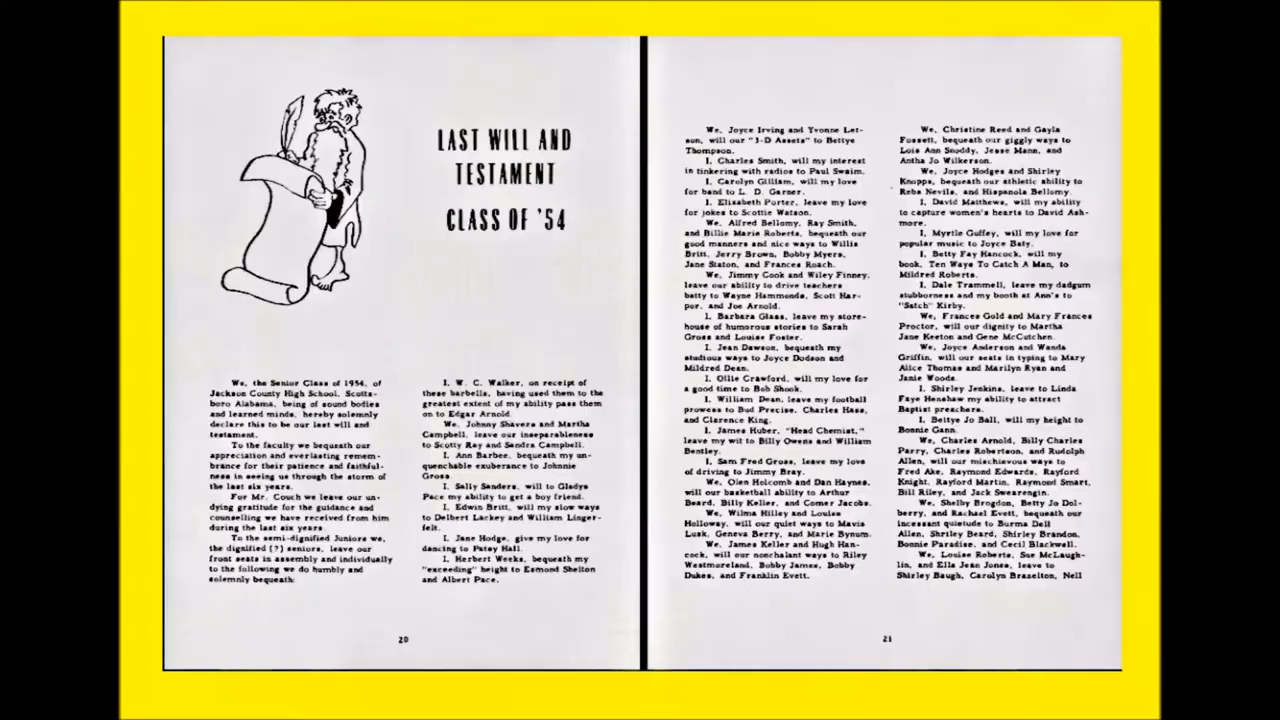 LAST WILL AND
TESTAMENT
CLASS OF '54
We, the Senior Class of 1954, of
Jackson County High School, Scotts-
boro Alabama, being of sound bodies
and learned minds, hereby solemnly
declare this to be our last will and
testament.
To the faculty we bequeath our
appreciation and everlasting remem-
brance for their patience and faithful-
ness in seeing us through the storm of
the last six years.
For Mr. Couch we leave our un-
dying gratitude for the guidance and
counselling we have received from him
during the last six years.
To the semi-dignified Juniors we,
the dignified (?) seniors, leave our
front seats in assembly and individually
to the following we do humbly and
solemnly bequeath:
I, W. C. Walker, on receipt of
these barbells, having used them to the
greatest extent of my ability pass them
on to Edgar Arnold.
We, Johnny Shavers and Martha
Campbell, leave our inseparableness
to Scotty Ray and Sandra Campbell.
I, Ann Barbee, bequeath my un-
quenchable exuberance to Johnnie
Gross
I, Sally Sanders, will to Gladys
Pace my ability to get a boy friend.
I, Edwin Britt, will my slow ways
to Delbert Lackey and William Linger-
felt.
I, Jane Hodge, give my love for
dancing to Patsy Hall.
I, Herbert Weeks, bequeath my
"exceeding" height to Esmond Shelton
and Albert Pace.
20
We, Joyce Irving and Yvonne Let-
son, will our "3-D Assets" to Bettye
Thompson.
I, Charles Smith, will my interest
in tinkering with radios to Paul Swaim.
I, Carolyn Gilliam, will my love
for band to L. D. Garner.
I, Elizabeth Porter, leave my love
for jokes to Scottie Watson.
We, Alfred Bellomy, Ray Smith,
and Billie Marie Roberts, bequeath our
good manners and nice ways to Willis
Britt, Jerry Brown, Bobby Myers,
Jane Staton, and Frances Roach.
We, Jimmy Cook and Wiley Finney,
leave our ability to drive teachers
batty to Wayne Hammonds, Scott Har-
per, and Joe Arnold.
I, Barbara Glass, leave my store-
house of humorous stories to Sarah
Gross and Louise Foster.
I, Jean Dawson, bequeath my
studious ways to Joyce Dodson and
Mildred Dean.
I, Ollie Crawford, will my love for
a good time to Bob Shook.
I, William Dean, leave my football
prowess to Bud Precise, Charles Hass,
and Clarence King.
I, James Huber, "Head Chemist,"
leave my wit to Billy Owens and William
Bentley.
I, Sam Fred Gross, leave my love
of driving to Jimmy Bray.
We, Olen Holcomb and Dan Haynes,
will our basketball ability to Arthur
Beard, Billy Keller, and Comer Jacobs.
We, Wilma Hilley and Louise
Holloway, will our quiet ways to Mavis
Lusk, Geneva Berry, and Marie Bynum.
We, James Keller and Hugh Han-
cock, will our nonchalant ways to Riley
Westmoreland, Bobby James, Bobby
Dukes, and Franklin Evett.
We, Christine Reed and Gayla
Fossett, bequeath our giggly ways to
Lois Ann Snoddy, Jesse Mann, and
Antha Jo Wilkerson.
We, Joyce Hodges and Shirley
Knopps, bequeath our athletic ability to
Reba Nevils, and Hispanola Bellomy.
I, David Matthews, will my ability
to capture women's hearts to David Ash-
more.
I, Myrtle Guffey, will my love for
popular music to Joyce Baty.
I, Betty Fay Hancock, will my
book, Ten Ways To Catch A Man, to
Mildred Roberts.
I, Dale Trammell, leave my dadgum
stubborness and my booth at Ann's to
"Satch" Kirby.
We, Frances Gold and Mary Frances
Proctor, will our dignity to Martha
Jane Keeton and Gene McCutchen.
We, Joyce Anderson and Wanda
Griffin, will our seats in typing to Mary
Alice Thomas and Marilyn Ryan and
Janie Woods.
I, Shirley Jenkins, leave to Linda
Faye Henshaw my ability to attract
Baptist preachers.
I, Bettye Jo Ball, will my height to
Bonnie Gann.
We, Charles Arnold, Billy Charles
Parry, Charles Robertson, and Rudolph
Allen, will our mischievous ways to
Fred Ake, Raymond Edwards, Rayford
Knight, Rayford Martin, Raymond Smart,
Bill Riley, and Jack Swearengin.
We, Shelby Brogdon, Betty Jo Dol-
berry, and Rachael Evett, bequeath our
incessant quietude to Burma Dell
Allen, Shriley Beard, Shirley Brandon,
Bonnie Paradise, and Cecil Blackwell.
We, Louise Roberts, Sue McLaugh-
lin, and Ella Jean Jones, leave to
Shirley Baugh, Carolyn Braselton, Nell
21